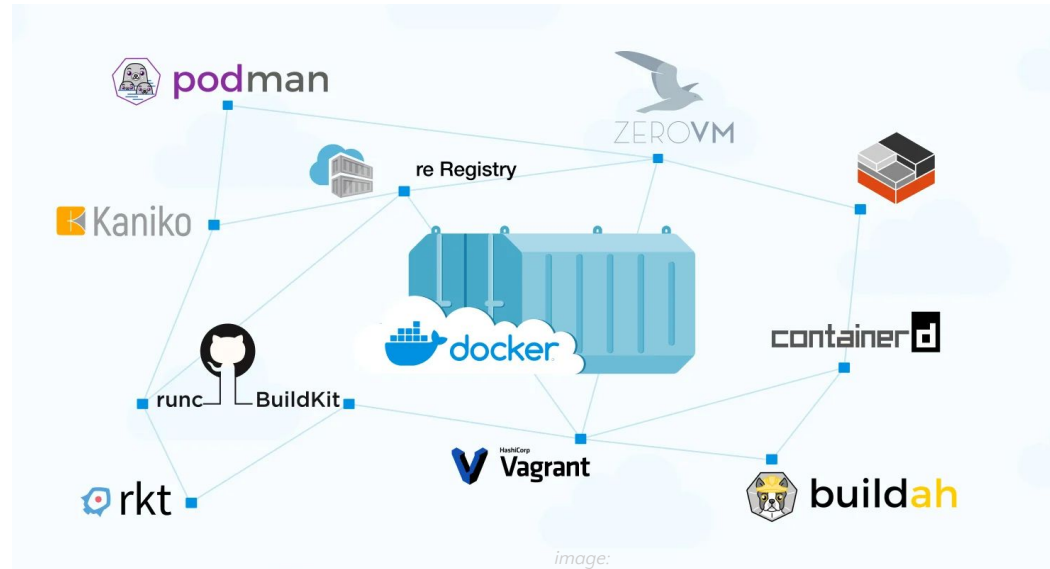 podman
ZEROVM
re Registry
Kaniko
docker
containerd
runc
BuildKit
HashiCorp
Vagrant
rkt
buildah
image: